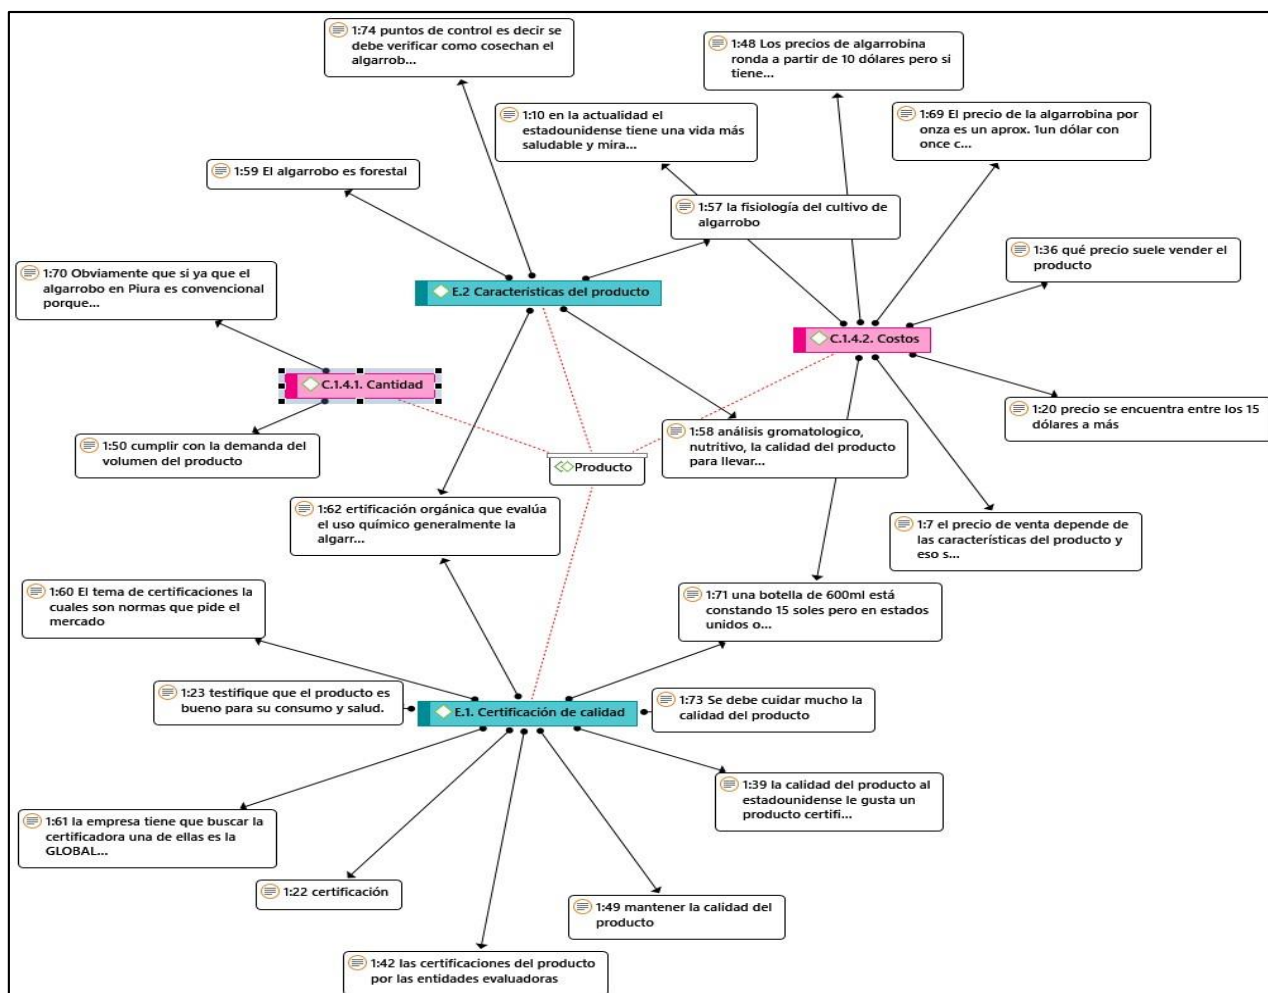 1:74 puntos de control es decir se
debe verificar como cosechan el
algarrob...
1:48 Los precios de algarrobina
ronda a partir de 10 dólares pero si
tiene...
1:10 en la actualidad el
estadounidense tiene una vida más
saludable y mira...
1:69 El precio de la algarrobina por
onza es un aprox. 1un dólar con
once c...
1:59 El algarrobo es forestal
1:57 la fisiología del cultivo de
algarrobo
1:70 Obviamente que si ya que el
algarrobo en Piura es convencional
porque...
E.2 Caracteristicas del producto
1:36 qué precio suele vender el
producto
C.1.4.2. Costos
C.1.4.1. Cantidad
1:20 precio se encuentra entre los 15
dólares a más
1:50 cumplir con la demanda del
volumen del producto
1:58 análisis gromatologico,
nutritivo, la calidad del producto
para llevar...
Producto
1:62 ertificación orgánica que evalúa
el uso químico generalmente la
algarr...
1:7 el precio de venta depende de
las características del producto y
eso s...
1:60 El tema de certificaciones la
cuales son normas que pide el
mercado
1:71 una botella de 600ml está
constando 15 soles pero en estados
unidos o...
1:23 testifique que el producto es
bueno para su consumo y salud.
E.1. Certificación de calidad
1:73 Se debe cuidar mucho la
calidad del producto
1:39 la calidad del producto al
estadounidense le gusta un
producto certifi...
1:61 la empresa tiene que buscar la
certificadora una de ellas es la
GLOBAL...
1:22 certificación
1:49 mantener la calidad del
producto
1:42 las certificaciones del producto
por las entidades evaluadoras